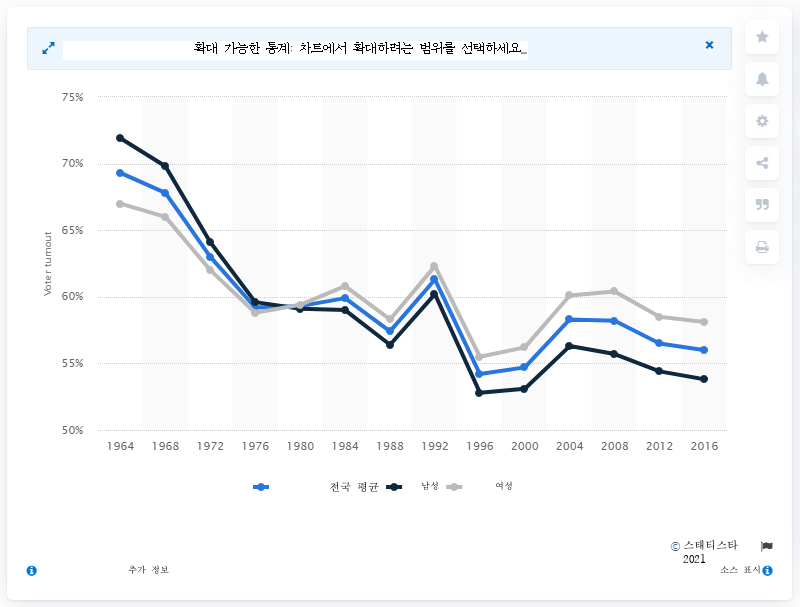 확대 가능한 통계: 차트에서 확대하려는 범위를 선택하세요.
75%
70%
65%
60%
55%
50%
Voter turnout
1964 1968 1972 1976 1980 1984 1988 1992 1996 2000 2004 2008 2012 2016
전국 평균 남성 여성
© 스태티스타 2021
추가 정보
소스 표시